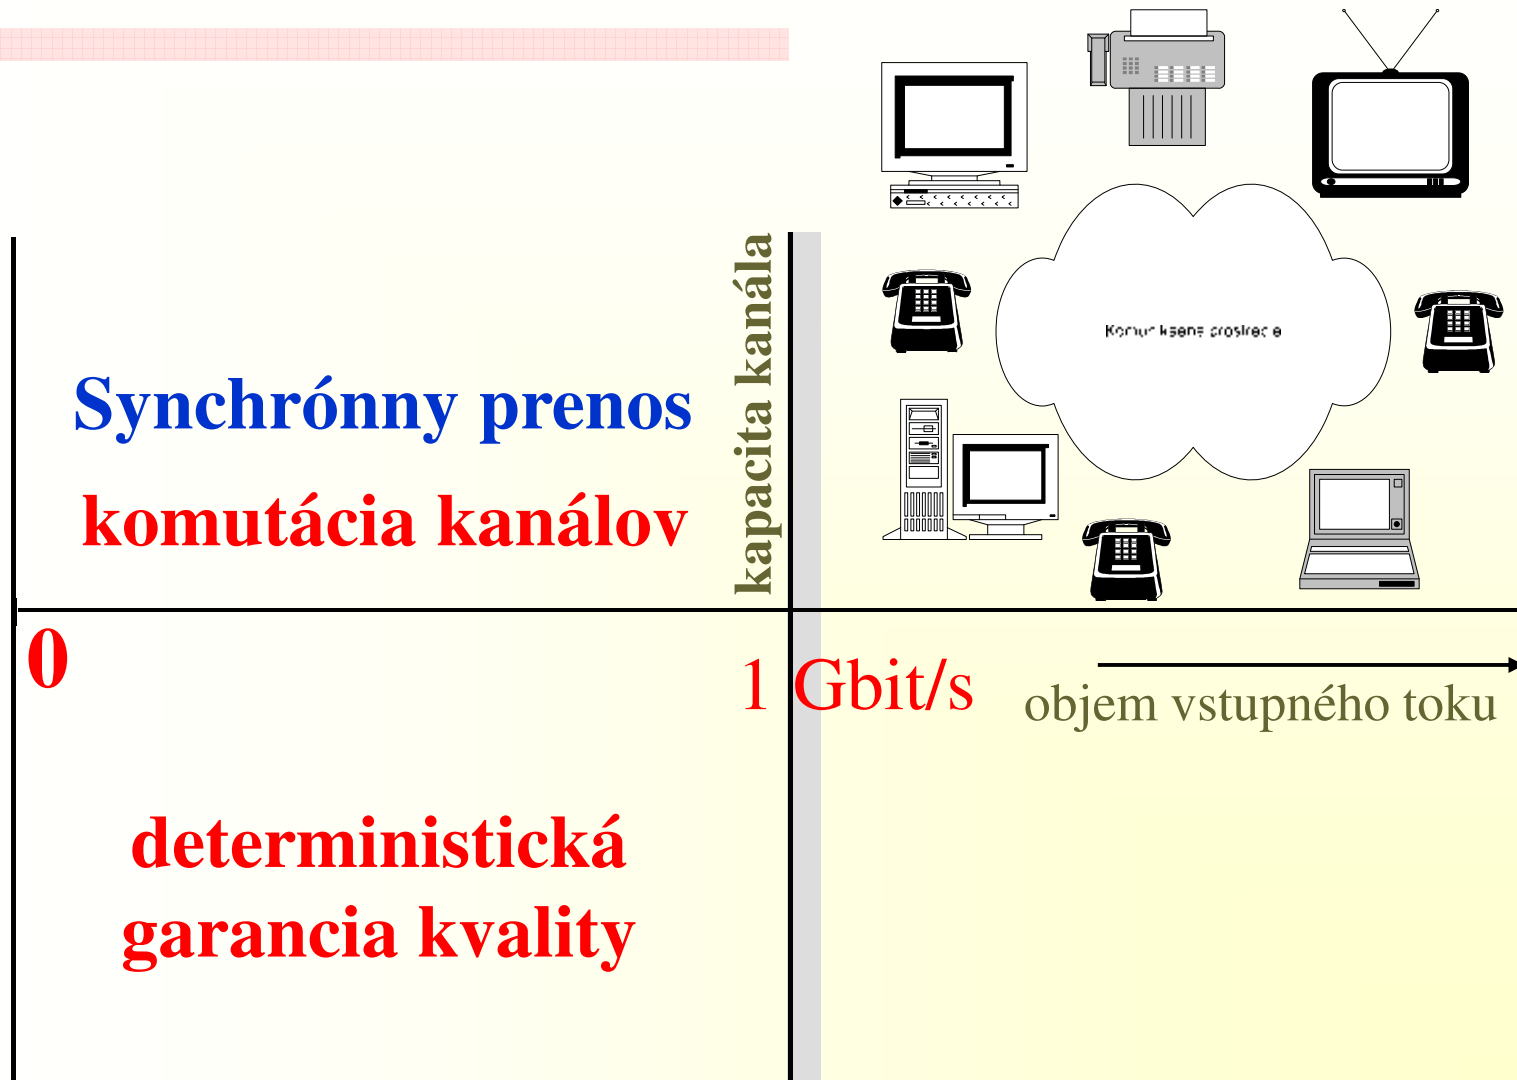 kapacita kanála
Synchrónny prenos
komutácia kanálov
0
1 Gbit/s
objem vstupného toku
deterministická
garancia kvality